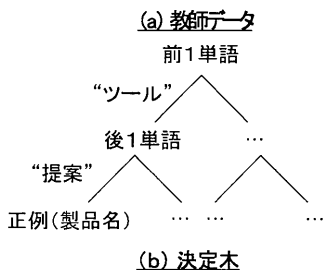 (a) 教師データ
前1単語
“ツール”
後1単語 …
“提案”
正例(製品名) … … …
(b) 決定木